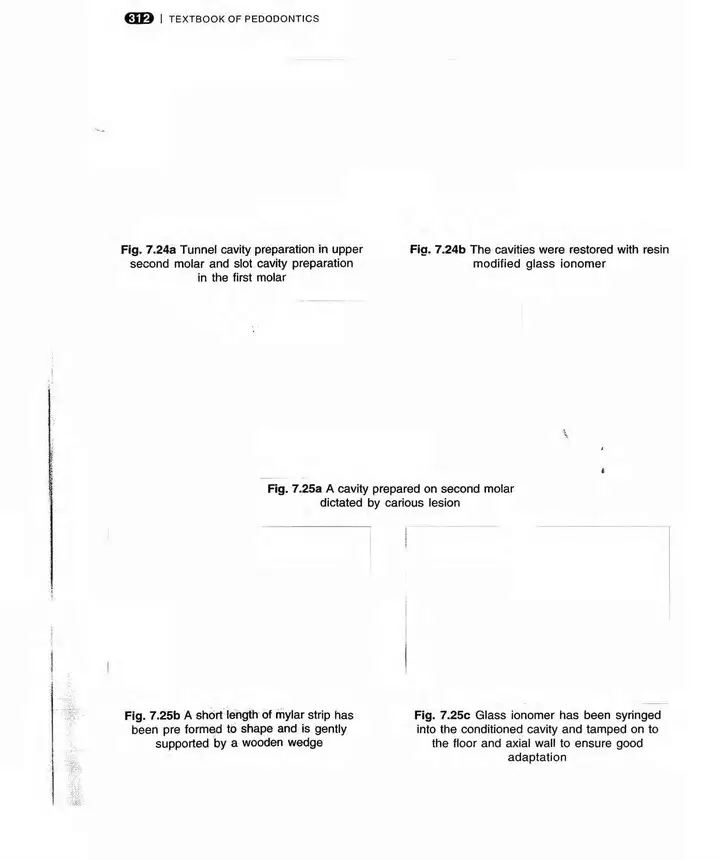 312 | TEXTBOOK OF PEDODONTICS
Fig. 7.24a Tunnel cavity preparation in upper
second molar and slot cavity preparation
in the first molar
Fig. 7.24b The cavities were restored with resin
modified glass ionomer
Fig. 7.25a A cavity prepared on second molar
dictated by carious lesion
Fig. 7.25b A short length of mylar strip has
been pre formed to shape and is gently
supported by a wooden wedge
Fig. 7.25c Glass ionomer has been syringed
into the conditioned cavity and tamped on to
the floor and axial wall to ensure good
adaptation